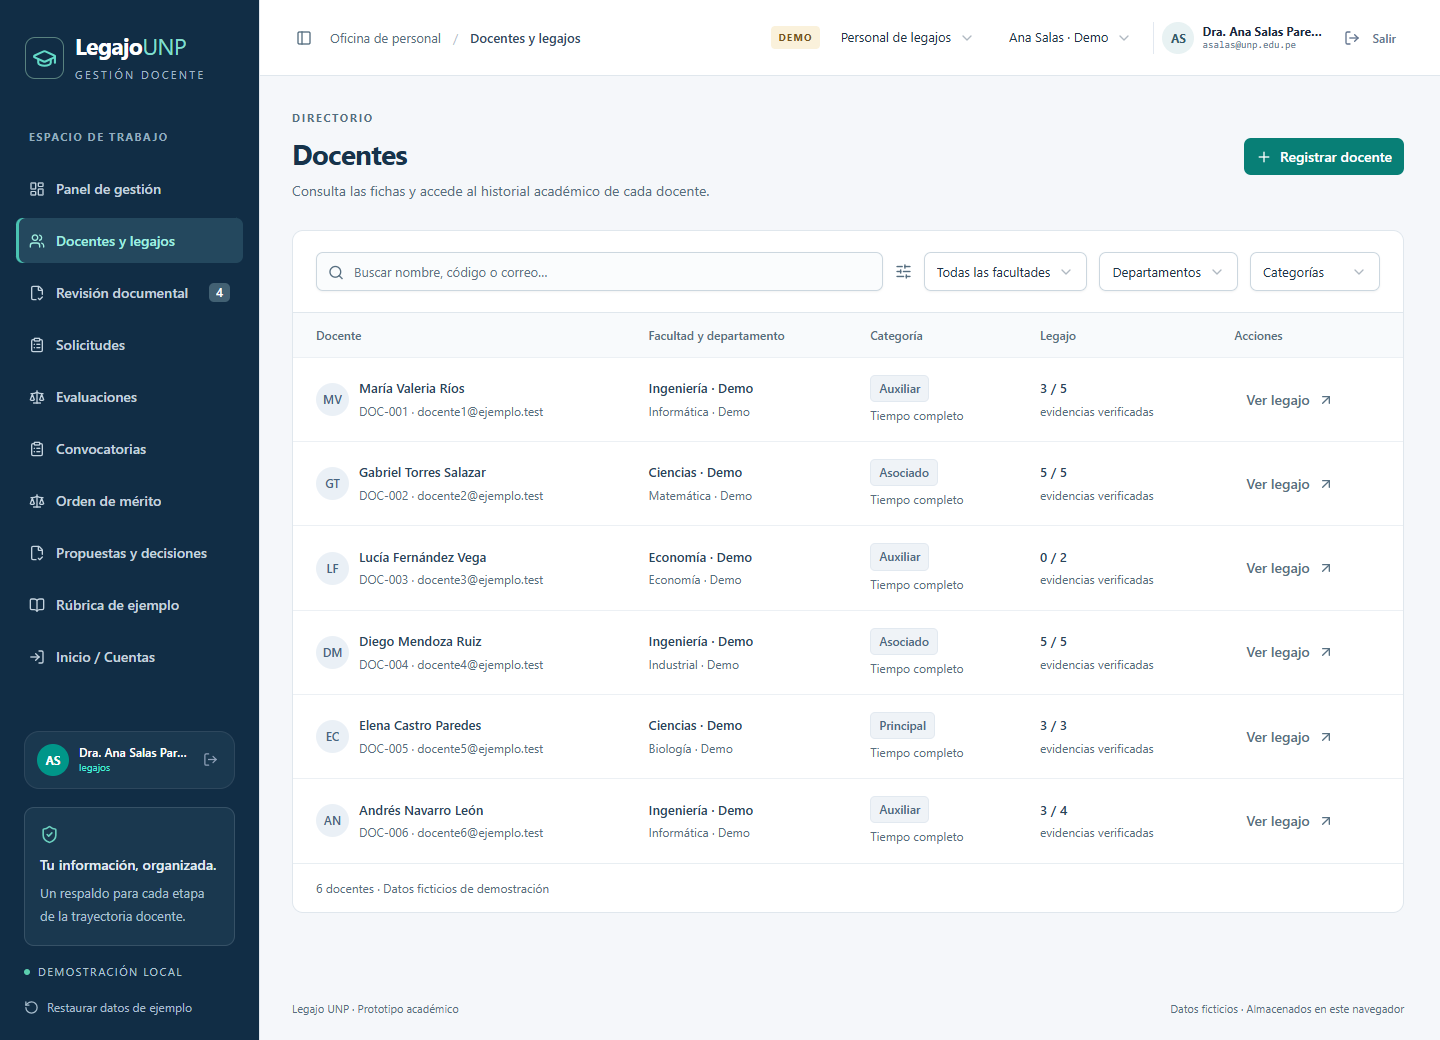 LegajoUNP
GESTIÓN DOCENTE
ESPACIO DE TRABAJO
Panel de gestión
Docentes y legajos
Revisión documental 4
Solicitudes
Evaluaciones
Convocatorias
Orden de mérito
Propuestas y decisiones
Rúbrica de ejemplo
Inicio / Cuentas
AS
Dra. Ana Salas Par...
legajos
Tu información, organizada.
Un respaldo para cada etapa
de la trayectoria docente.
DEMOSTRACIÓN LOCAL
Restaurar datos de ejemplo
Oficina de personal / Docentes y legajos
DEMO
Personal de legajos
Ana Salas · Demo
AS
Dra. Ana Salas Pare...
asalas@unp.edu.pe
Salir
DIRECTORIO
Docentes
Consulta las fichas y accede al historial académico de cada docente.
Registrar docente
Buscar nombre, código o correo...
Todas las facultades
Departamentos
Categorías
Docente Facultad y departamento Categoría Legajo Acciones
MV
María Valeria Ríos
DOC-001 · docente1@ejemplo.test
Ingeniería · Demo
Informática · Demo
Auxiliar
Tiempo completo
3 / 5
evidencias verificadas
Ver legajo
GT
Gabriel Torres Salazar
DOC-002 · docente2@ejemplo.test
Ciencias · Demo
Matemática · Demo
Asociado
Tiempo completo
5 / 5
evidencias verificadas
Ver legajo
LF
Lucía Fernández Vega
DOC-003 · docente3@ejemplo.test
Economía · Demo
Economía · Demo
Auxiliar
Tiempo completo
0 / 2
evidencias verificadas
Ver legajo
DM
Diego Mendoza Ruiz
DOC-004 · docente4@ejemplo.test
Ingeniería · Demo
Industrial · Demo
Asociado
Tiempo completo
5 / 5
evidencias verificadas
Ver legajo
EC
Elena Castro Paredes
DOC-005 · docente5@ejemplo.test
Ciencias · Demo
Biología · Demo
Principal
Tiempo completo
3 / 3
evidencias verificadas
Ver legajo
AN
Andrés Navarro León
DOC-006 · docente6@ejemplo.test
Ingeniería · Demo
Informática · Demo
Auxiliar
Tiempo completo
3 / 4
evidencias verificadas
Ver legajo
6 docentes · Datos ficticios de demostración
Legajo UNP · Prototipo académico
Datos ficticios · Almacenados en este navegador